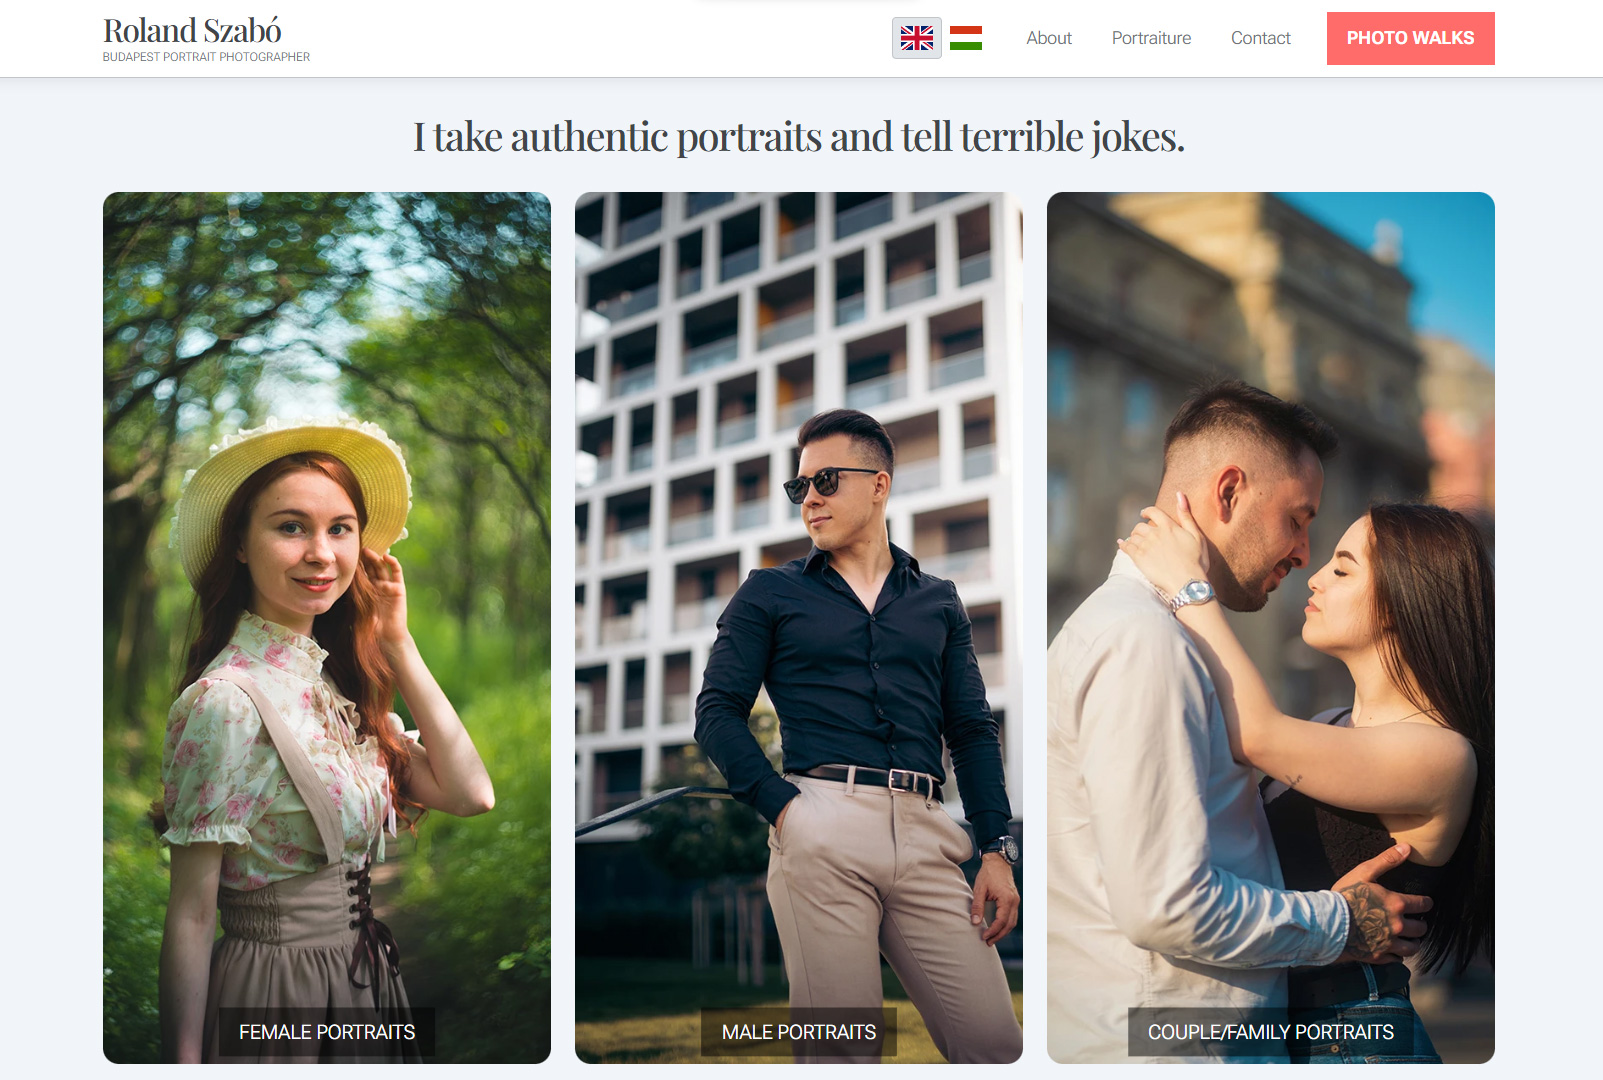 Roland Szabó
BUDAPEST PORTRAIT PHOTOGRAPHER
About
Portraiture
Contact
PHOTO WALKS
I take authentic portraits and tell terrible jokes.
FEMALE PORTRAITS
MALE PORTRAITS
COUPLE/FAMILY PORTRAITS